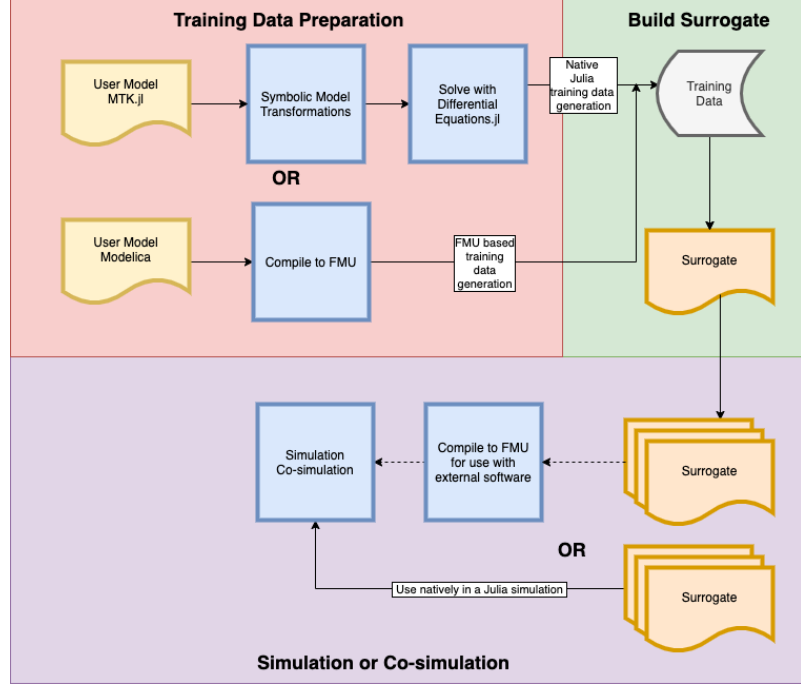 Training Data Preparation
Build Surrogate
User Model
MTK.jl
Symbolic Model
Transformations
Solve with
Differential
Equations.jl
Native
Julia
training data
generation
Training
Data
OR
User Model
Modelica
Compile to FMU
FMU based
training
data
generation
Surrogate
Simulation
Co-simulation
Compile to FMU
for use with
external software
Surrogate
OR
Use natively in a Julia simulation
Surrogate
Simulation or Co-simulation